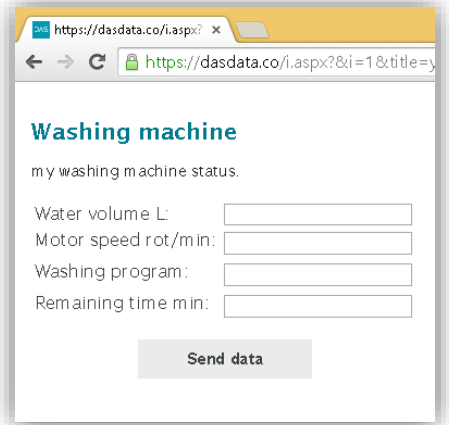 DAS https://dasdata.co/i.aspx? ×
https://dasdata.co/i.aspx?&i=1&title=y
Washing machine
my washing machine status.
Water volume L:
Motor speed rot/min:
Washing program:
Remaining time min:
Send data